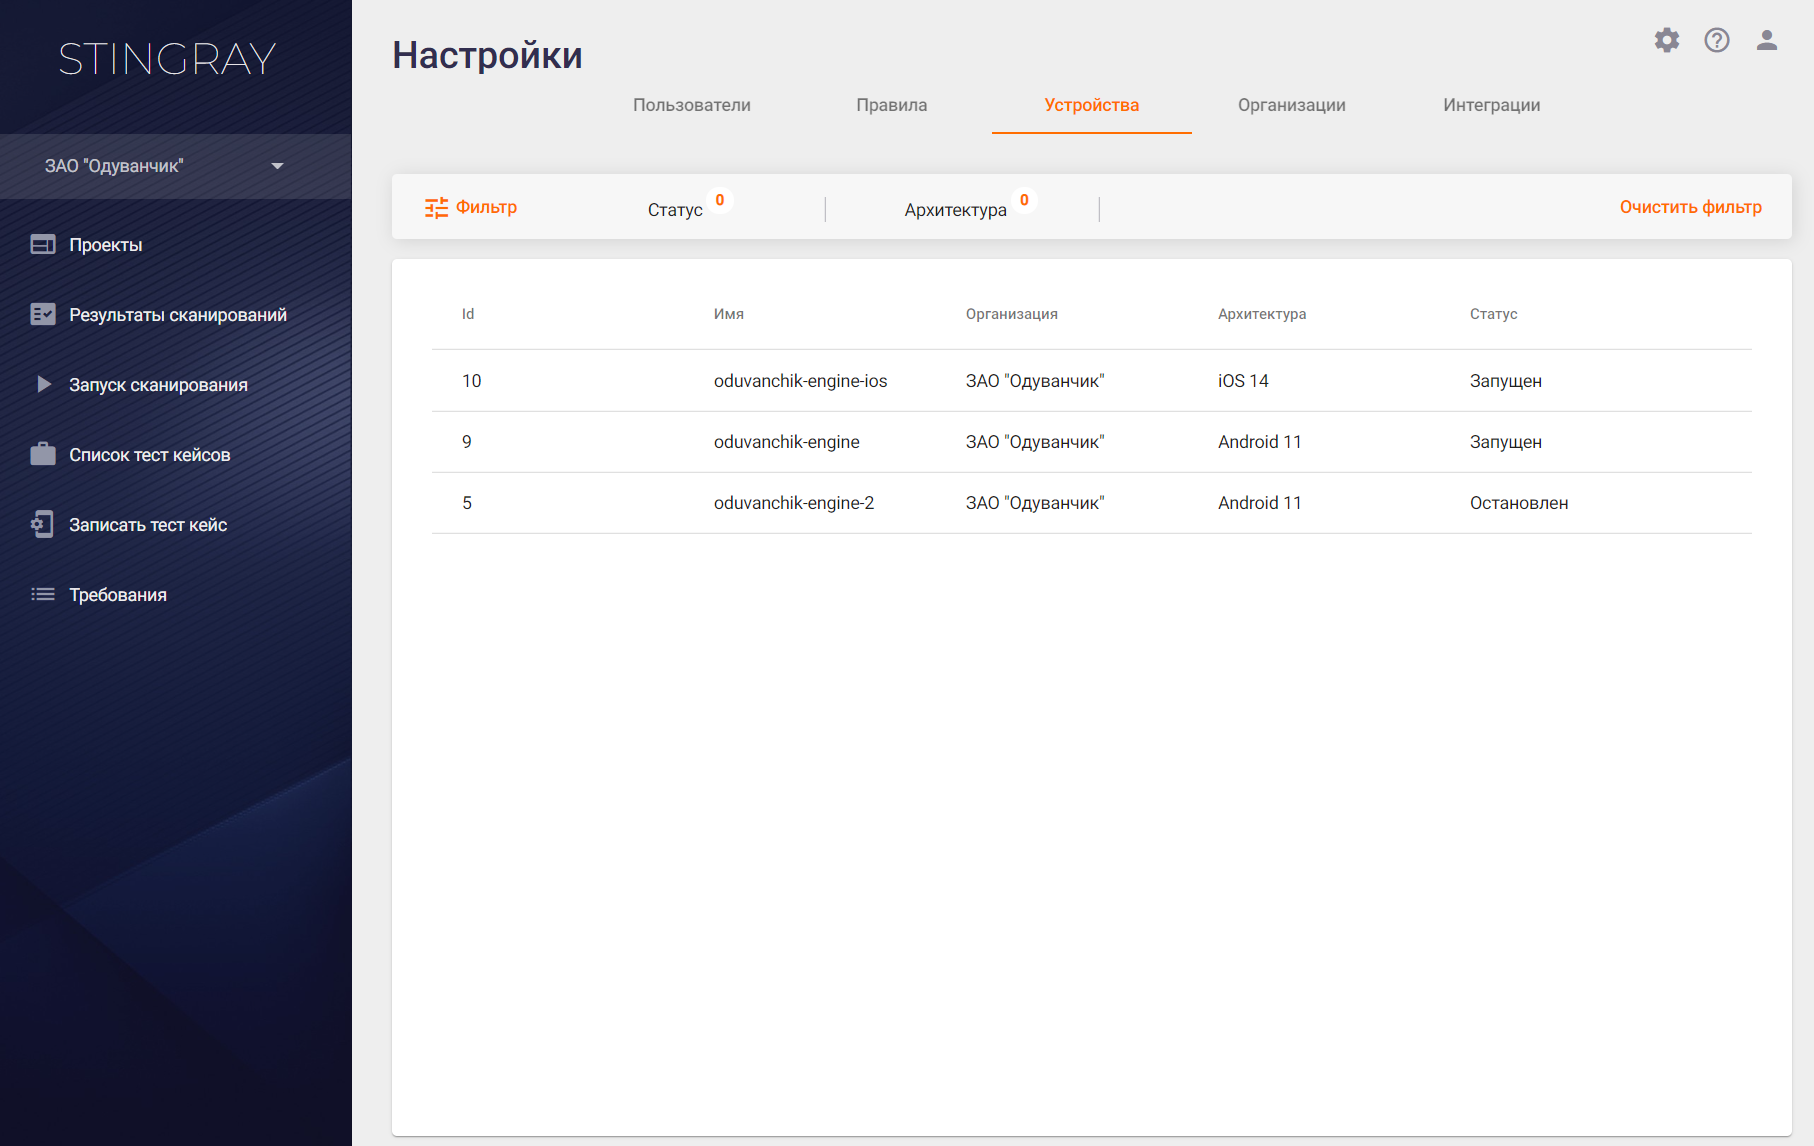 STINGRAY
ЗАО "Одуванчик"
Проекты
Результаты сканирований
Запуск сканирования
Список тест кейсов
Записать тест кейс
Требования
Настройки
Пользователи Правила Устройства Организации Интеграции
Фильтр Статус 0 Архитектура 0 Очистить фильтр
Id Имя Организация Архитектура Статус
10 oduvanchik-engine-ios ЗАО "Одуванчик" iOS 14 Запущен
9 oduvanchik-engine ЗАО "Одуванчик" Android 11 Запущен
5 oduvanchik-engine-2 ЗАО "Одуванчик" Android 11 Остановлен